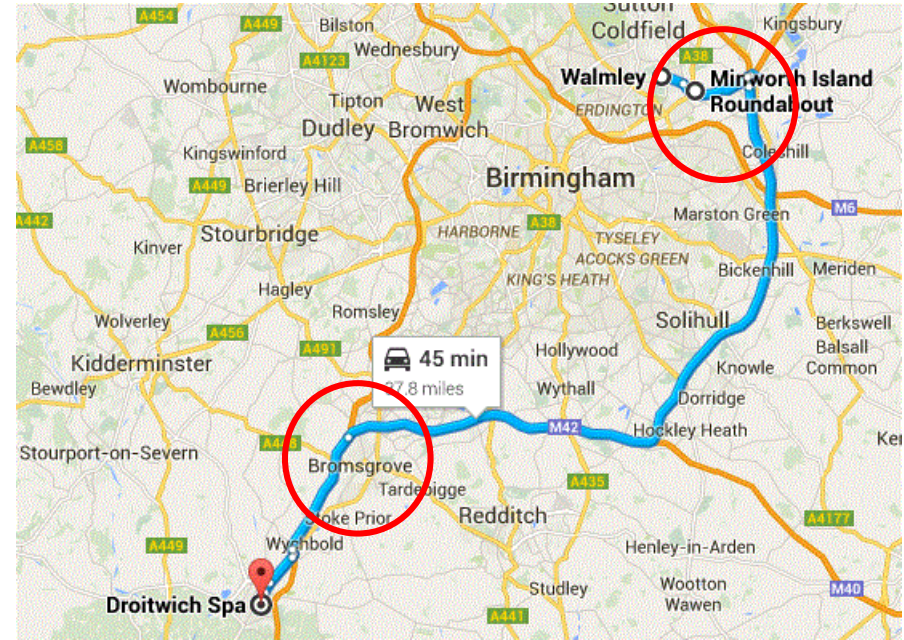 Sutton
Coldfield
Kingsbury
A454
A449
Bilston
Wednesbury
A4123
A38
Walmley
Minworth Island
Roundabout
Wombourne
Tipton
West
Bromwich
ERDINGTON
Dudley
A458
Kingswinford
Coleshill
A449
Brierley Hill
Birmingham
M6
A442
Stourbridge
HARBORNE
A38
Marston Green
Kinver
TYSELEY
ACOCKS GREEN
KING'S HEATH
Bickenhill
Meriden
Hagley
Romsley
Wolverley
A456
Solihull
Berkswell
Balsall
Common
A491
45 min
27.8 miles
Hollywood
Kidderminster
Knowle
Bewdley
Wythall
Dorridge
M42
Hockley Heath
A448
Stourport-on-Severn
Bromsgrove
Tardebigge
A435
Stoke Prior
Redditch
A4177
A449
Wychbold
Henley-in-Arden
Droitwich Spa
Studley
Wootton
Wawen
M40
A441